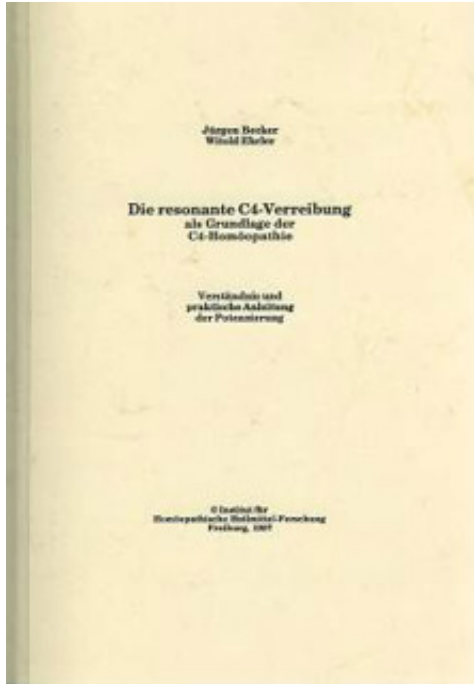 Jürgen Becker
Witold Ehrler
Die resonante C4-Verreibung
als Grundlage der
C4-Homöopathie
Verständnis und
praktische Anleitung
der Potenzierung
© Institut für
Homöopathische Heilmittel-Forschung
Freiburg, 1997